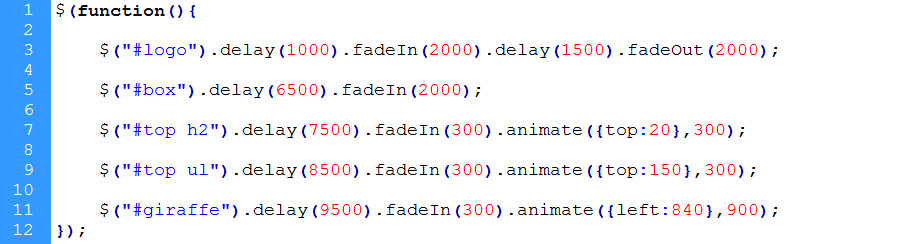 1 $(function(){
2
3 $("#logo").delay(1000).fadeIn(2000).delay(1500).fadeOut(2000);
4
5 $("#box").delay(6500).fadeIn(2000);
6
7 $("#top h2").delay(7500).fadeIn(300).animate({top:20},300);
8
9 $("#top ul").delay(8500).fadeIn(300).animate({top:150},300);
10
11 $("#giraffe").delay(9500).fadeIn(300).animate({left:840},900);
12 });